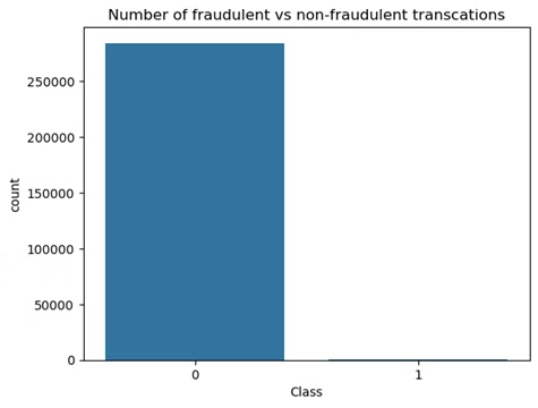 Number of fraudulent vs non-fraudulent transcations
250000
200000
150000
100000
50000
0
count
0 1
Class